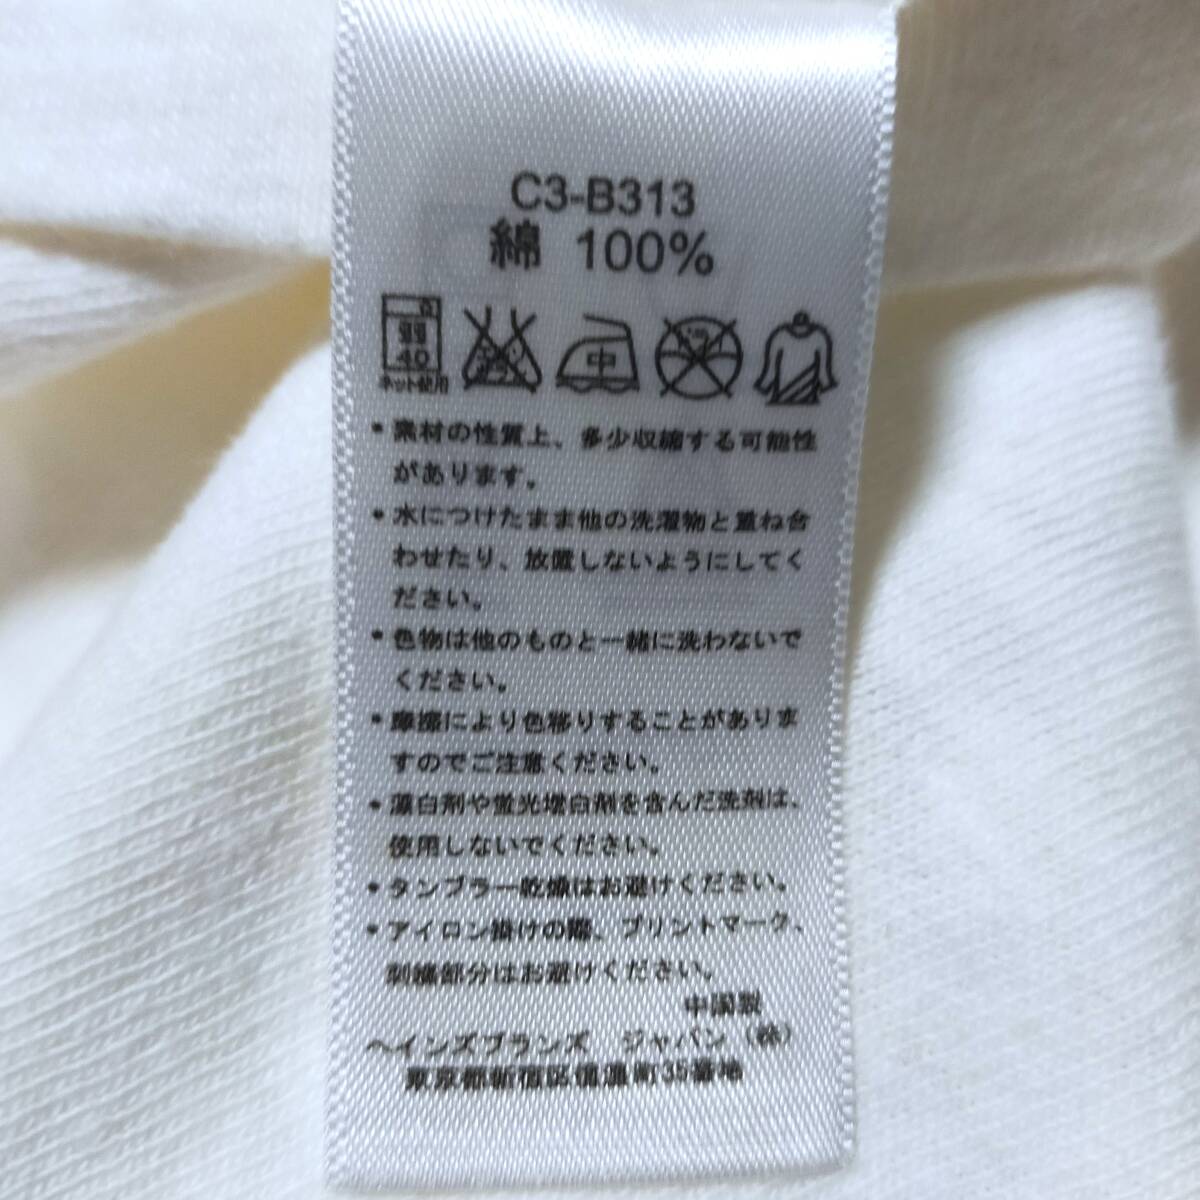 C3-B313
綿 100%
弱
40
ネット使用
中
・素材の性質上、多少収縮する可能性
があります。
・水につけたまま他の洗濯物と重ね合
わせたり、放置しないようにしてく
ださい。
・色物は他のものと一緒に洗わないで
ください。
・摩擦により色移りすることがありま
すのでご注意ください。
・漂白剤や蛍光増白剤を含んだ洗剤は、
使用しないでください。
・タンブラー乾燥はお避けください。
・アイロン掛けの際、プリントマーク、
刺繍部分はお避けください。
中国製
ヘインズブランズ ジャパン(株)
東京都新宿区信濃町35番地